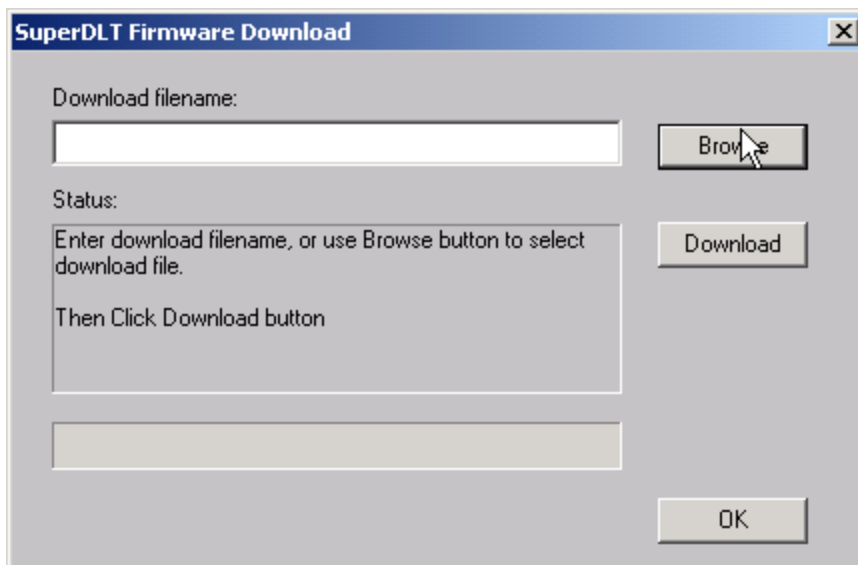 SuperDLT Firmware Download
Download filename:
Browse
Status:
Enter download filename, or use Browse button to select
download file.
Then Click Download button
Download
OK